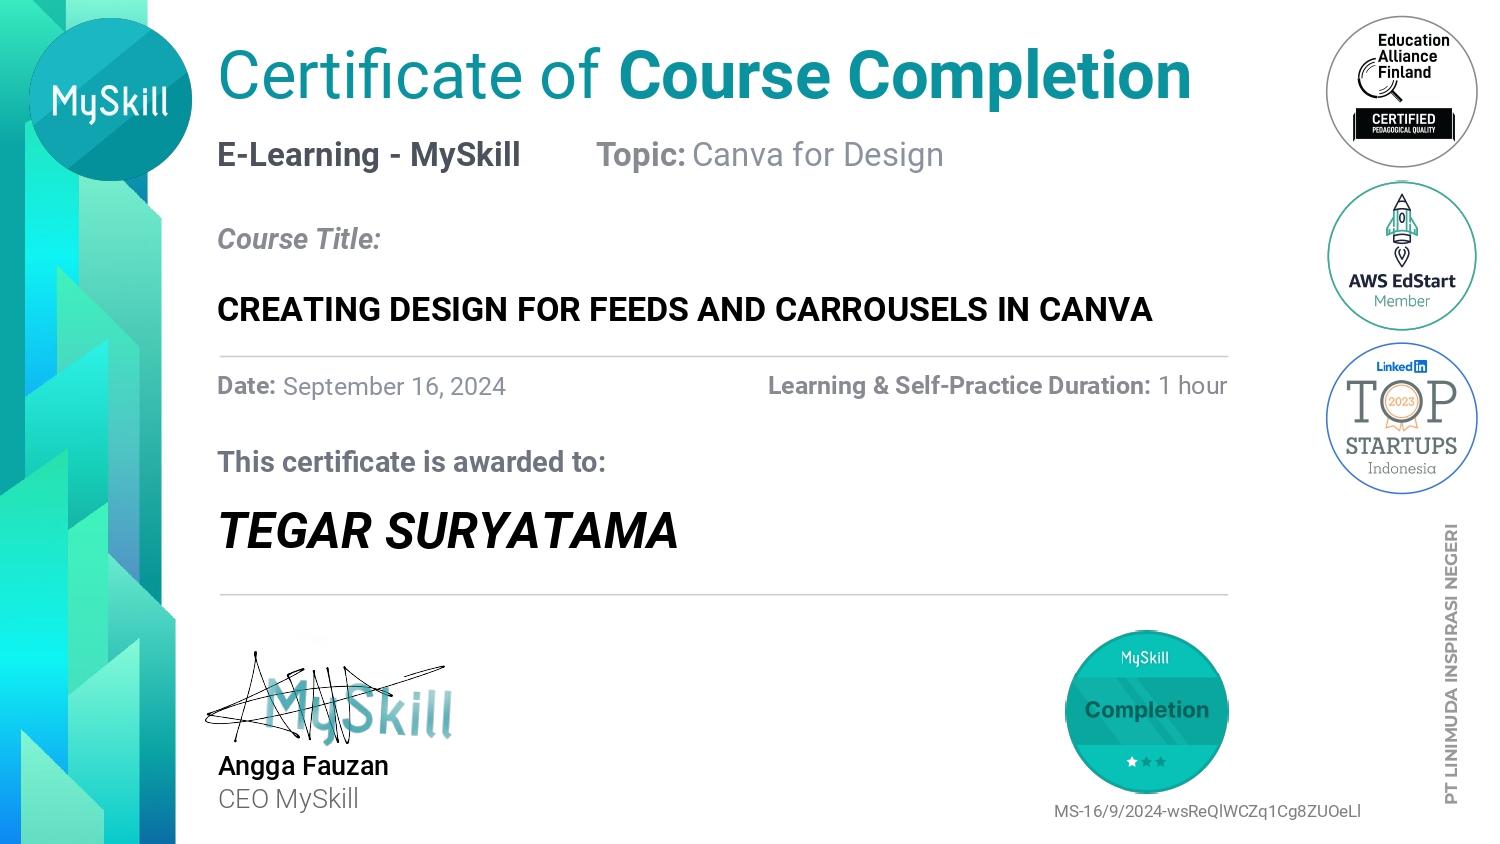 MySkill
Certificate of Course Completion
E-Learning - MySkill
Topic: Canva for Design
Course Title:
CREATING DESIGN FOR FEEDS AND CARROUSELS IN CANVA
Date: September 16, 2024
Learning & Self-Practice Duration: 1 hour
This certificate is awarded to:
TEGAR SURYATAMA
MySkill
Angga Fauzan
CEO MySkill
MySkill
Completion
MS-16/9/2024-wsReQlWCZq1Cg8ZUOeLl
Education
Alliance
Finland
CERTIFIED
PEDAGOGICAL QUALITY
AWS EdStart
Member
Linked in
TOP
2023
STARTUPS
Indonesia
PT LINIMUDA INSPIRASI NEGERI